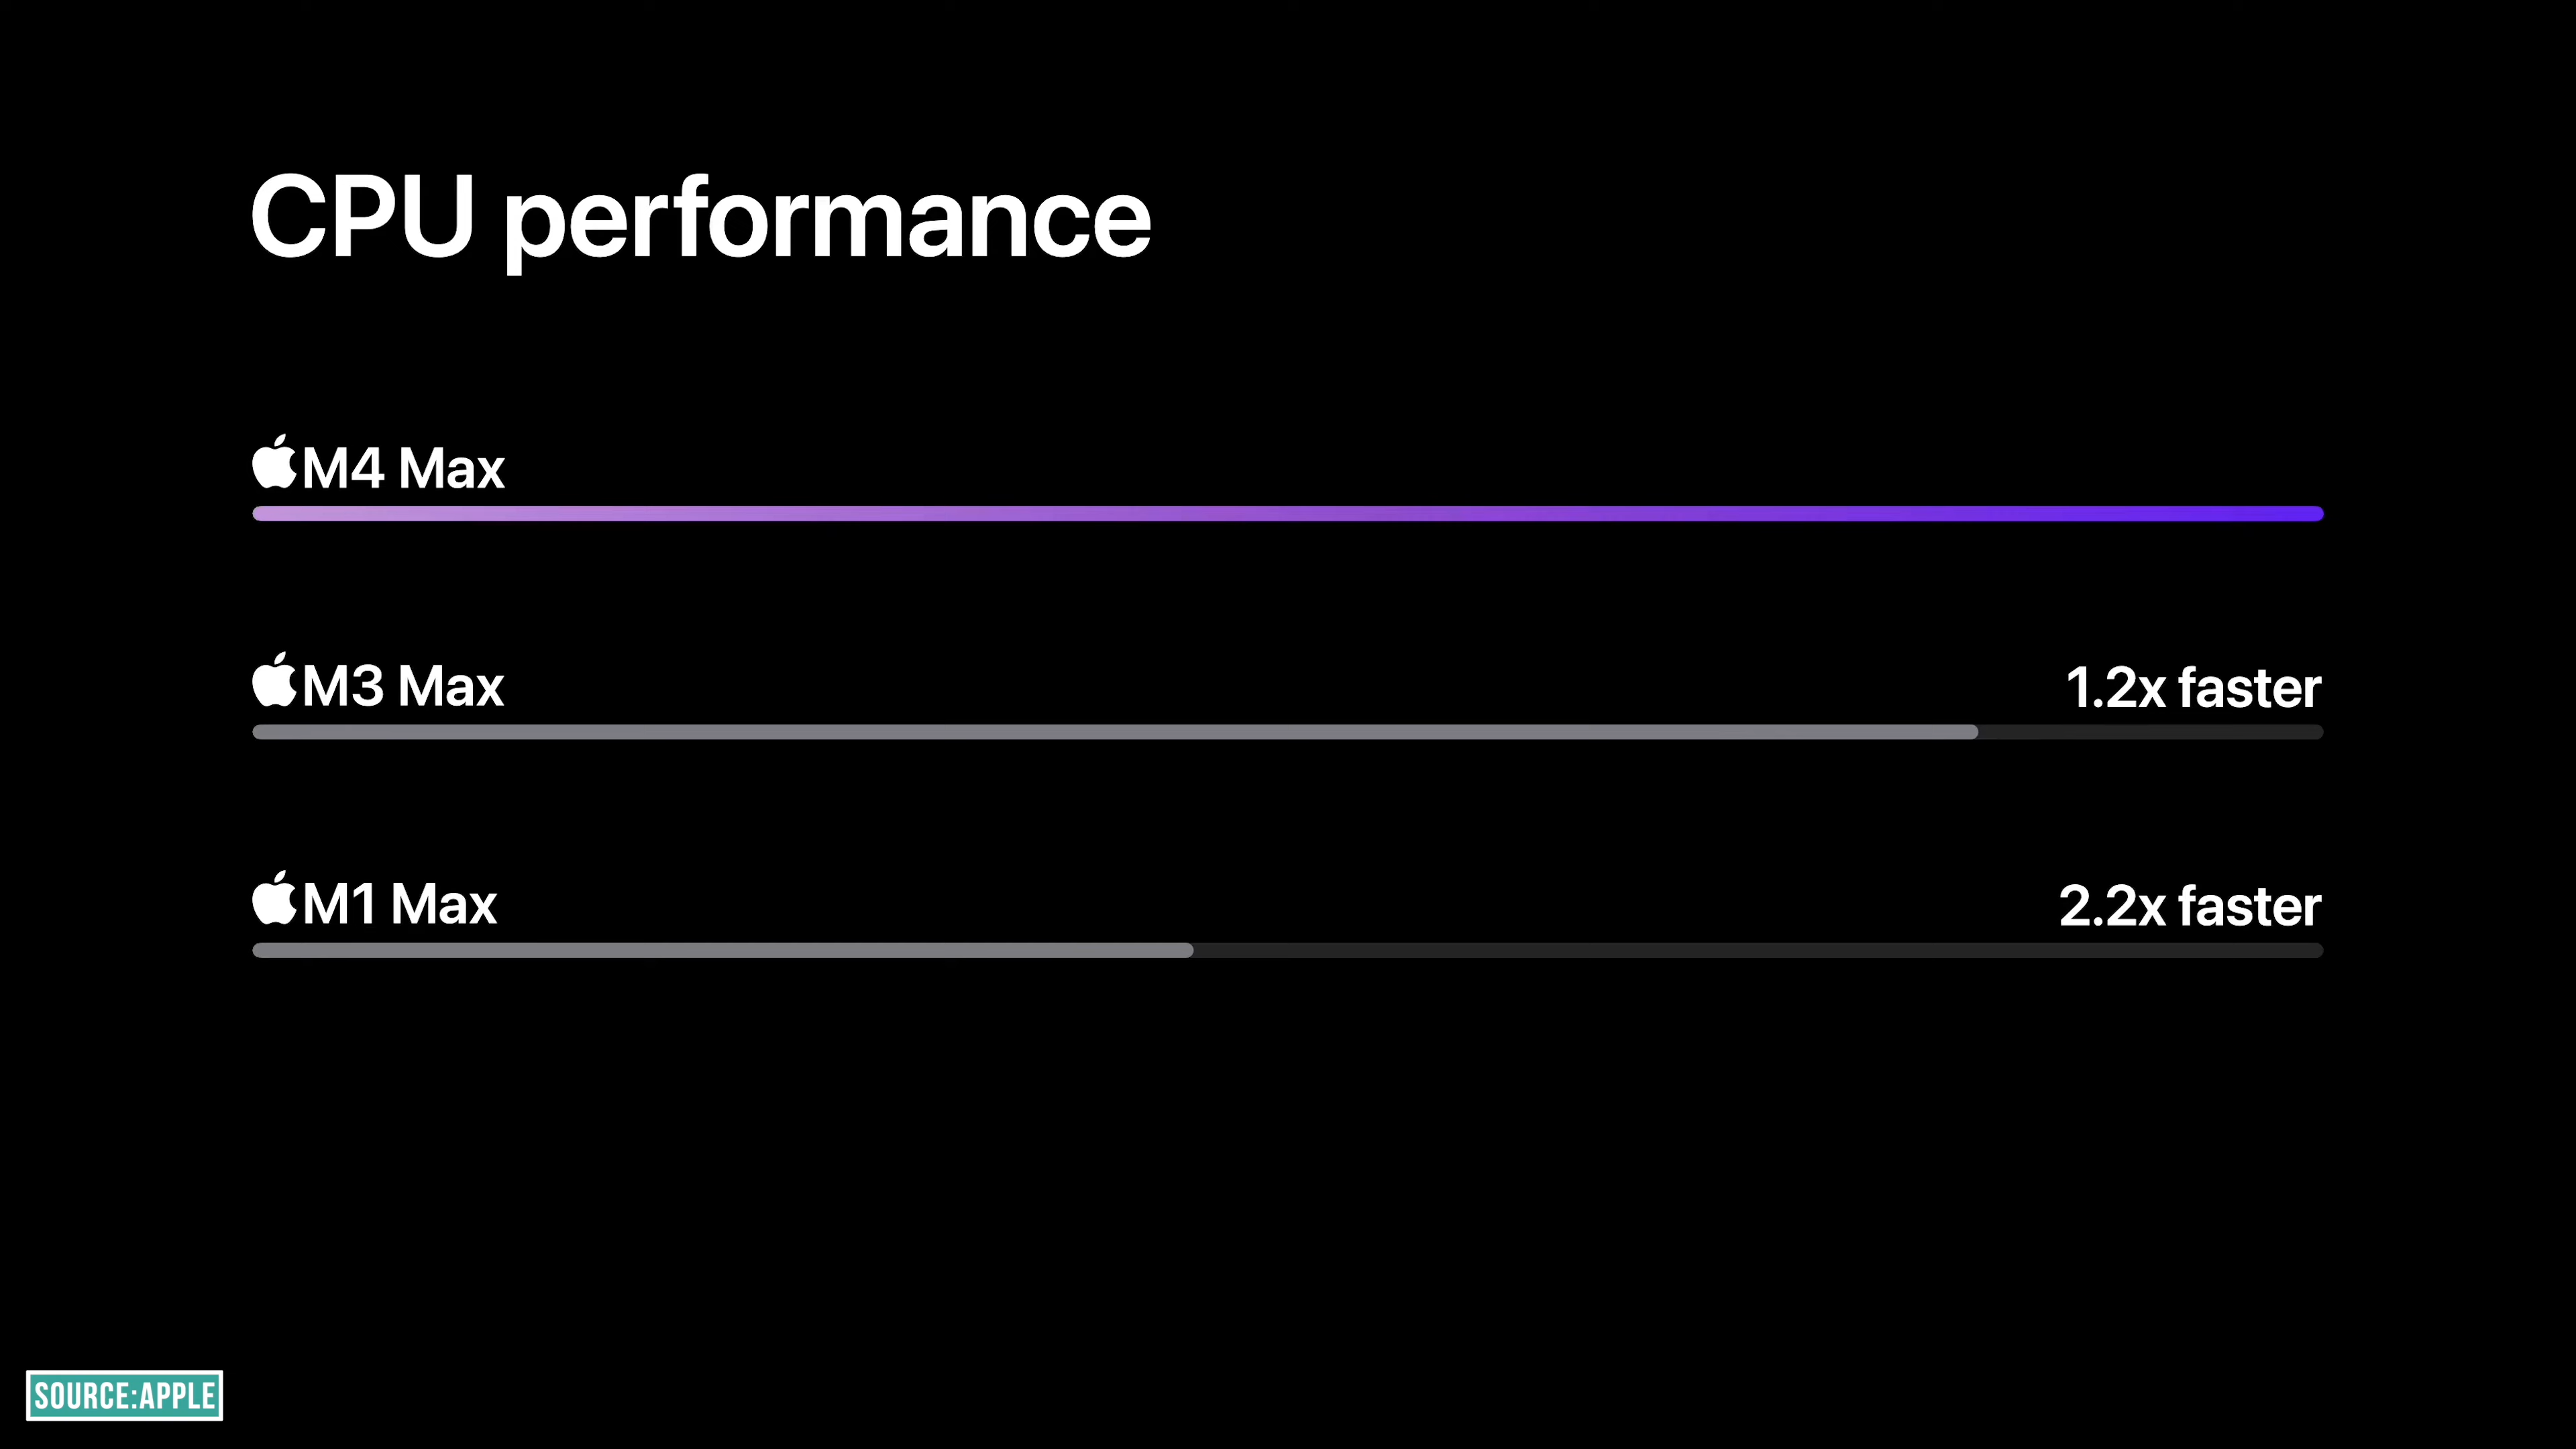 CPU performance
M4 Max
M3 Max
1.2x faster
M1 Max
2.2x faster
SOURCE:APPLE